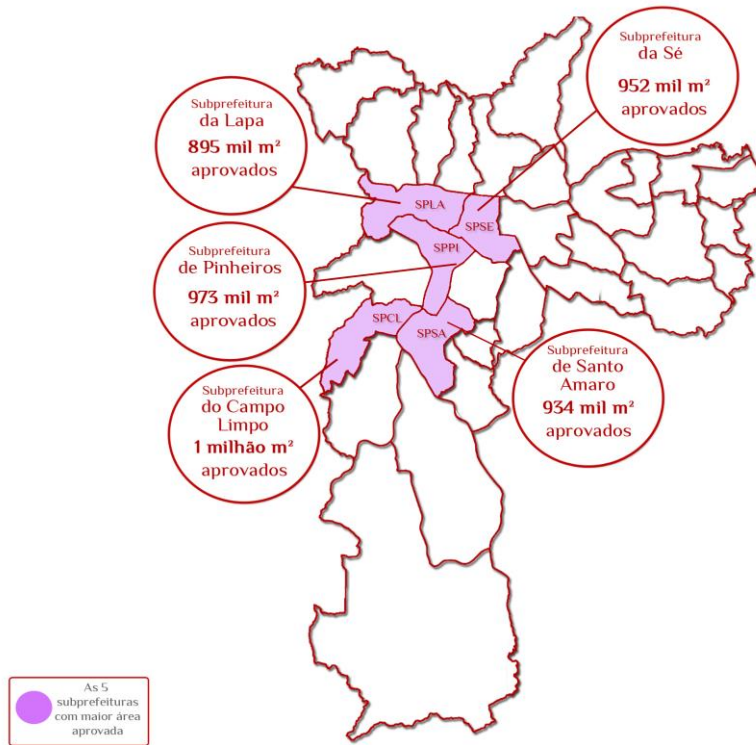 Subprefeitura
da Sé
952 mil m²
aprovados
Subprefeitura
da Lapa
895 mil m²
aprovados
SPLA
SPSE
SPPI
Subprefeitura
de Pinheiros
973 mil m²
aprovados
SPCL
SPSA
Subprefeitura
de Santo
Amaro
934 mil m²
aprovados
Subprefeitura
do Campo
Limpo
1 milhão m²
aprovados
As 5
subprefeituras
com maior área
aprovada